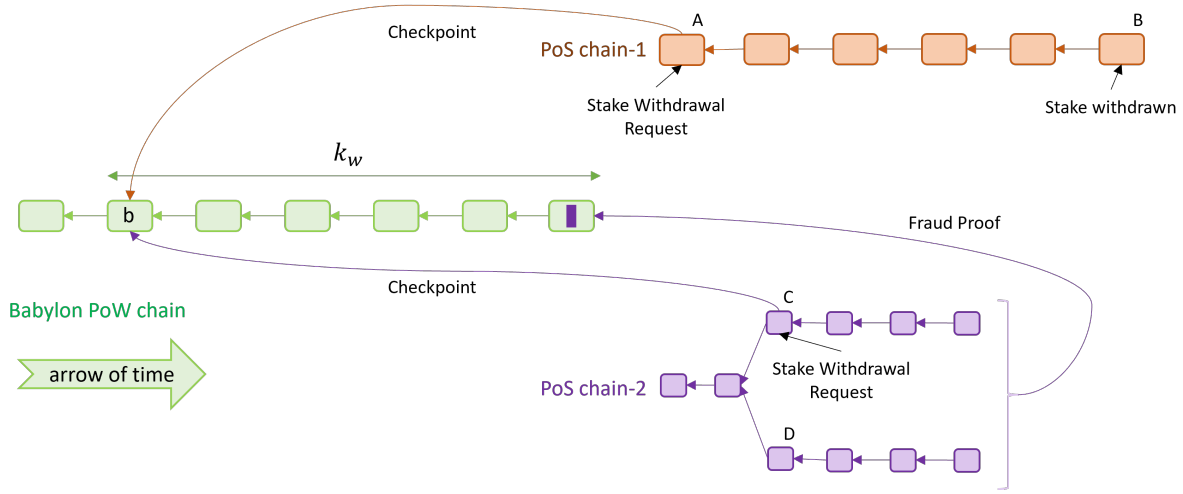 A
B
Checkpoint
PoS chain-1
Stake Withdrawal
Request
Stake withdrawn
k_w
b
Fraud Proof
Checkpoint
C
Babylon PoW chain
arrow of time
Stake Withdrawal
Request
PoS chain-2
D